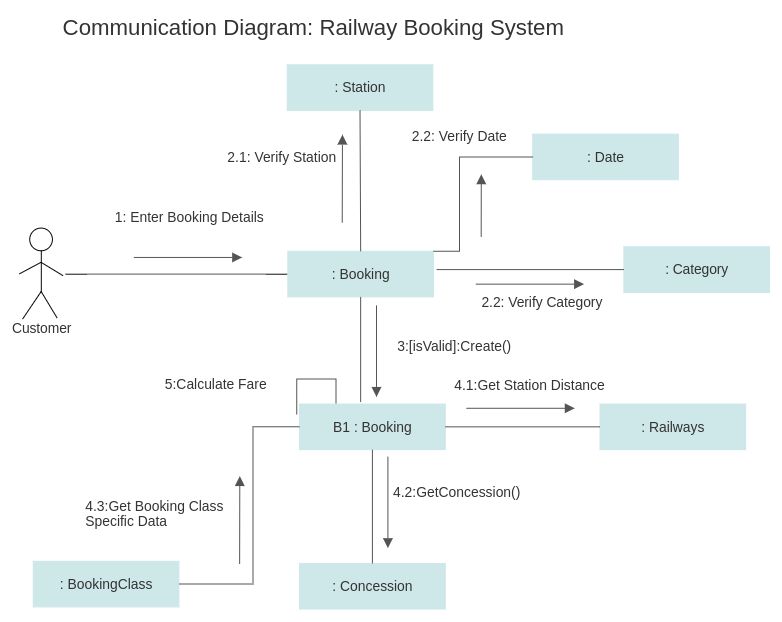 Communication Diagram: Railway Booking System
: Station
2.2: Verify Date
2.1: Verify Station
: Date
1: Enter Booking Details
: Booking
: Category
2.2: Verify Category
Customer
3:[isValid]:Create()
5:Calculate Fare
4.1:Get Station Distance
B1 : Booking
: Railways
4.2:GetConcession()
4.3:Get Booking Class
Specific Data
: BookingClass
: Concession